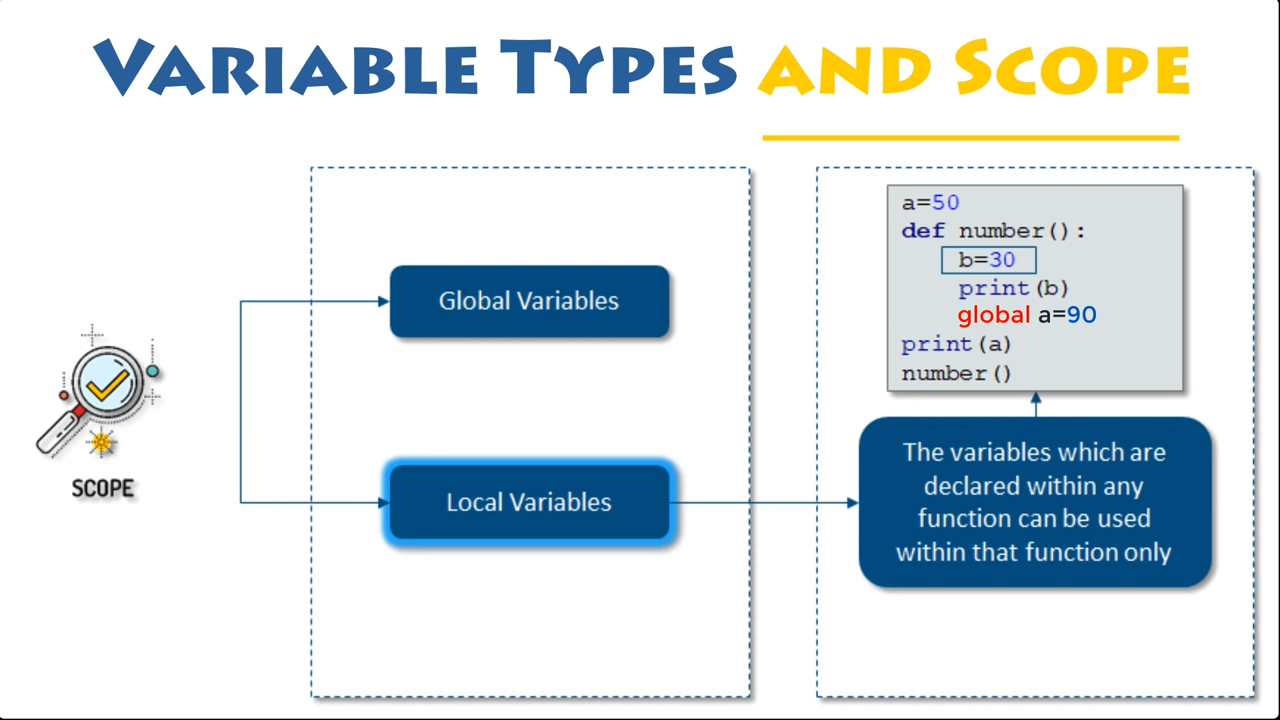 VARIABLE TYPES AND SCOPE
SCOPE
Global Variables
Local Variables
a=50
def number():
b=30
print(b)
global a=90
print(a)
number()
The variables which are
declared within any
function can be used
within that function only